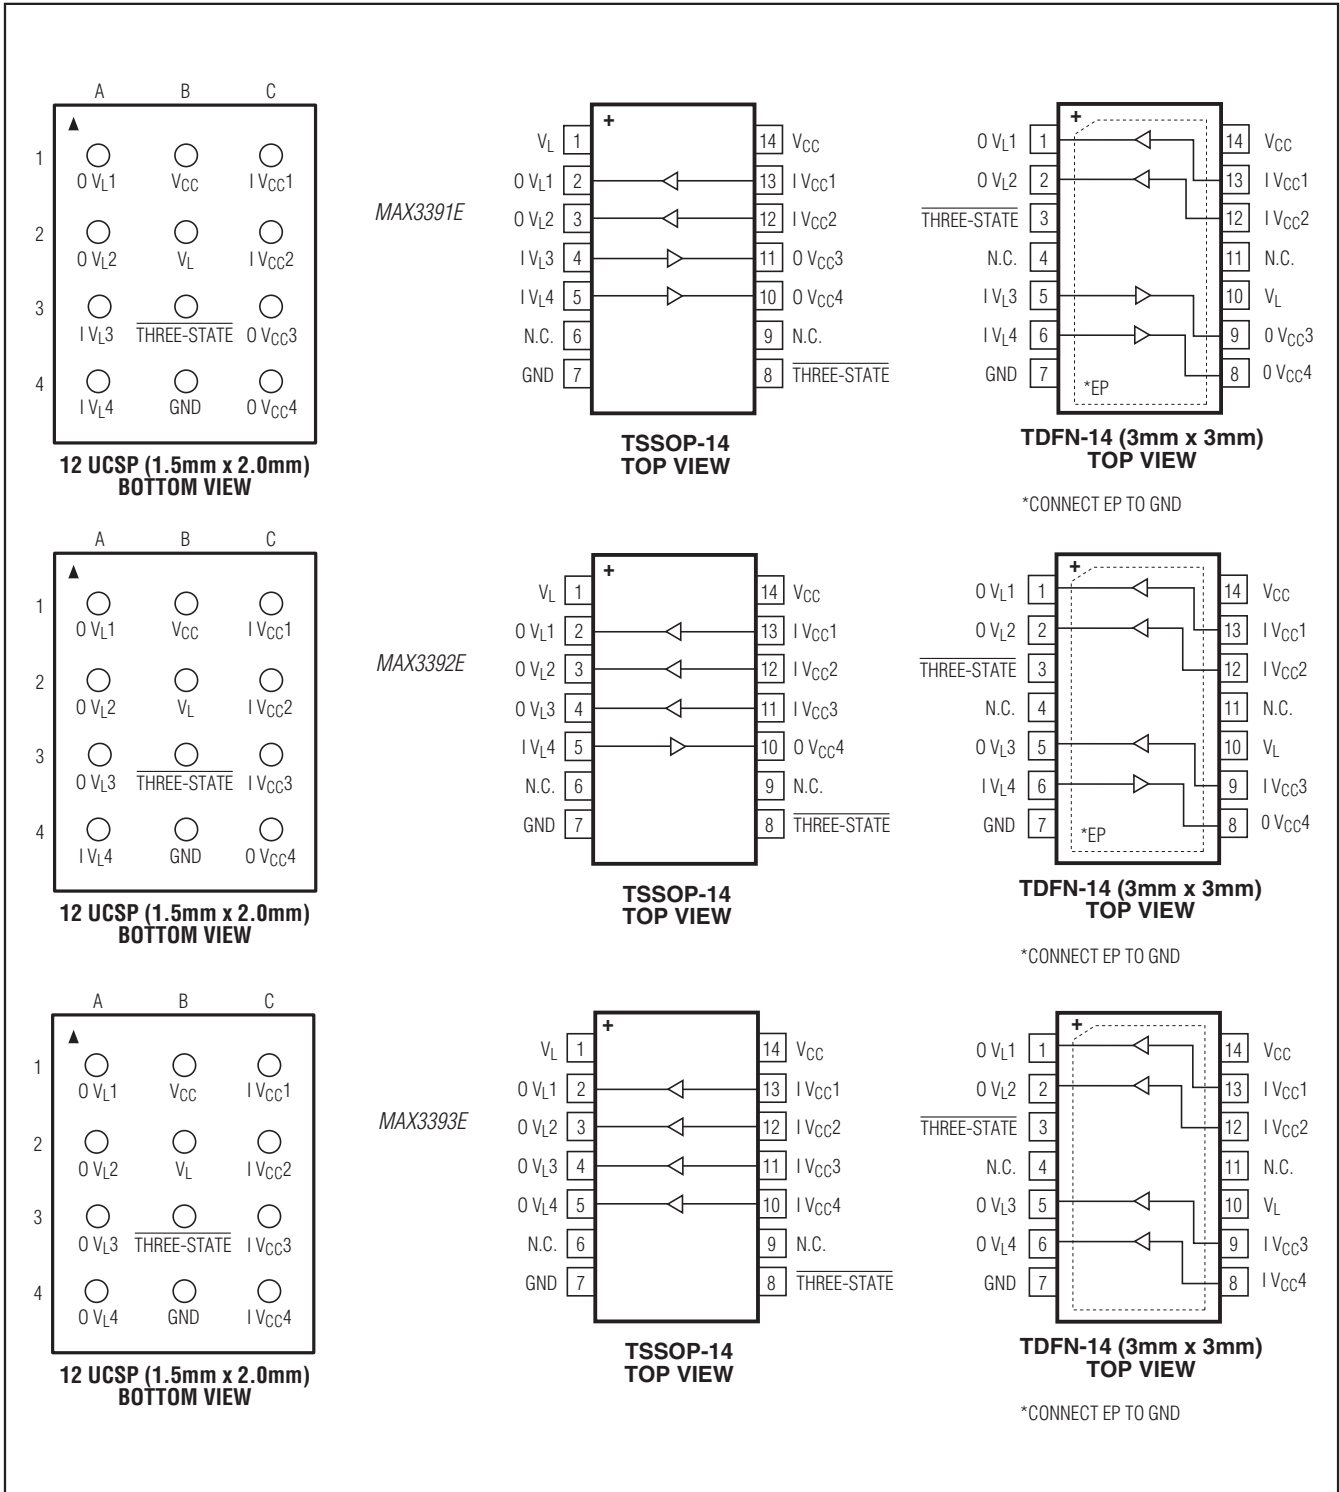 A B C
1
O VL1 VCC I VCC1
2
O VL2 VL I VCC2
3
I VL3 THREE-STATE O VCC3
4
I VL4 GND O VCC4
12 UCSP (1.5mm x 2.0mm)
BOTTOM VIEW
MAX3391E
+
VL 1 14 VCC
O VL1 2 13 I VCC1
O VL2 3 12 I VCC2
I VL3 4 11 O VCC3
I VL4 5 10 O VCC4
N.C. 6 9 N.C.
GND 7 8 THREE-STATE
TSSOP-14
TOP VIEW
+
O VL1 1 14 VCC
O VL2 2 13 I VCC1
THREE-STATE 3 12 I VCC2
N.C. 4 11 N.C.
I VL3 5 10 VL
I VL4 6 9 O VCC3
GND 7 *EP 8 O VCC4
TDFN-14 (3mm x 3mm)
TOP VIEW
*CONNECT EP TO GND
A B C
1
O VL1 VCC I VCC1
2
O VL2 VL I VCC2
3
O VL3 THREE-STATE I VCC3
4
I VL4 GND O VCC4
12 UCSP (1.5mm x 2.0mm)
BOTTOM VIEW
MAX3392E
+
VL 1 14 VCC
O VL1 2 13 I VCC1
O VL2 3 12 I VCC2
O VL3 4 11 I VCC3
I VL4 5 10 O VCC4
N.C. 6 9 N.C.
GND 7 8 THREE-STATE
TSSOP-14
TOP VIEW
+
O VL1 1 14 VCC
O VL2 2 13 I VCC1
THREE-STATE 3 12 I VCC2
N.C. 4 11 N.C.
O VL3 5 10 VL
I VL4 6 9 I VCC3
GND 7 *EP 8 O VCC4
TDFN-14 (3mm x 3mm)
TOP VIEW
*CONNECT EP TO GND
A B C
1
O VL1 VCC I VCC1
2
O VL2 VL I VCC2
3
O VL3 THREE-STATE I VCC3
4
O VL4 GND I VCC4
12 UCSP (1.5mm x 2.0mm)
BOTTOM VIEW
MAX3393E
+
VL 1 14 VCC
O VL1 2 13 I VCC1
O VL2 3 12 I VCC2
O VL3 4 11 I VCC3
O VL4 5 10 I VCC4
N.C. 6 9 N.C.
GND 7 8 THREE-STATE
TSSOP-14
TOP VIEW
+
O VL1 1 14 VCC
O VL2 2 13 I VCC1
THREE-STATE 3 12 I VCC2
N.C. 4 11 N.C.
O VL3 5 10 VL
O VL4 6 9 I VCC3
GND 7 8 I VCC4
TDFN-14 (3mm x 3mm)
TOP VIEW
*CONNECT EP TO GND